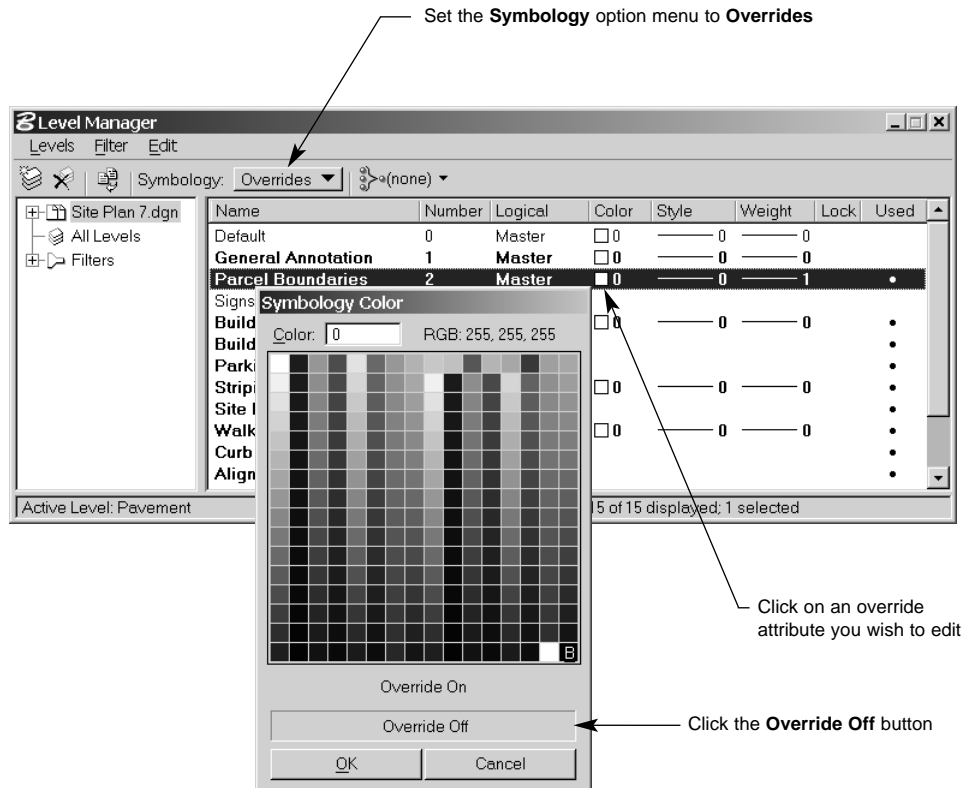 Set the Symbology option menu to Overrides
Level Manager
Levels Filter Edit
Symbology: Overrides (none)
Site Plan 7.dgn
All Levels
Filters
Name Number Logical Color Style Weight Lock Used
Default 0 Master 0 0 0
General Annotation 1 Master 0 0 0
Parcel Boundaries 2 Master 0 0 1
Signs
Build 0 0 0
Build
Parki
Stripi 0 0 0
Site
Walk 0 0 0
Curb
Align
Symbology Color
Color: 0 RGB: 255, 255, 255
B
Active Level: Pavement
15 of 15 displayed; 1 selected
Click on an override
attribute you wish to edit
Override On
Override Off
Click the Override Off button
OK Cancel